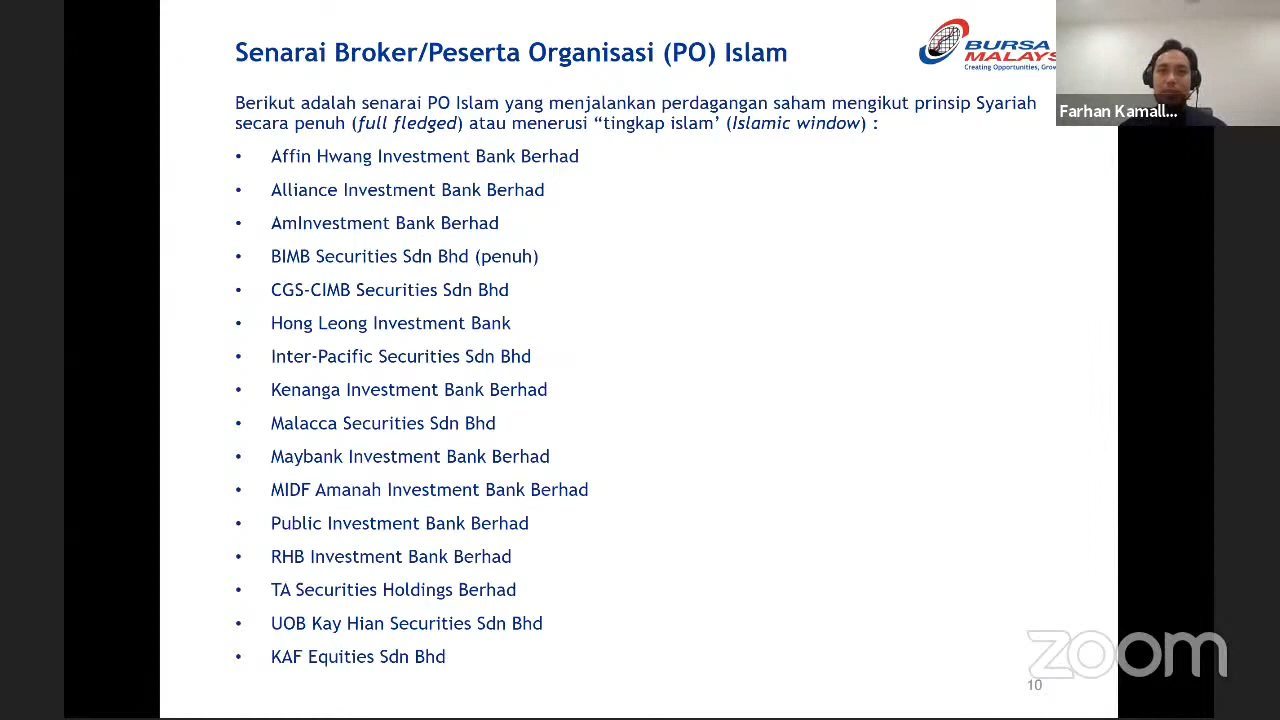 Senarai Broker/Peserta Organisasi (PO) Islam
BURSA
MALAYS
Creating Opportunities, Grow
Farhan Kamall...
Berikut adalah senarai PO Islam yang menjalankan perdagangan saham mengikut prinsip Syariah
secara penuh (full fledged) atau menerusi “tingkap islam’ (Islamic window) :
• Affin Hwang Investment Bank Berhad
• Alliance Investment Bank Berhad
• AmInvestment Bank Berhad
• BIMB Securities Sdn Bhd (penuh)
• CGS-CIMB Securities Sdn Bhd
• Hong Leong Investment Bank
• Inter-Pacific Securities Sdn Bhd
• Kenanga Investment Bank Berhad
• Malacca Securities Sdn Bhd
• Maybank Investment Bank Berhad
• MIDF Amanah Investment Bank Berhad
• Public Investment Bank Berhad
• RHB Investment Bank Berhad
• TA Securities Holdings Berhad
• UOB Kay Hian Securities Sdn Bhd
• KAF Equities Sdn Bhd
zoom
10